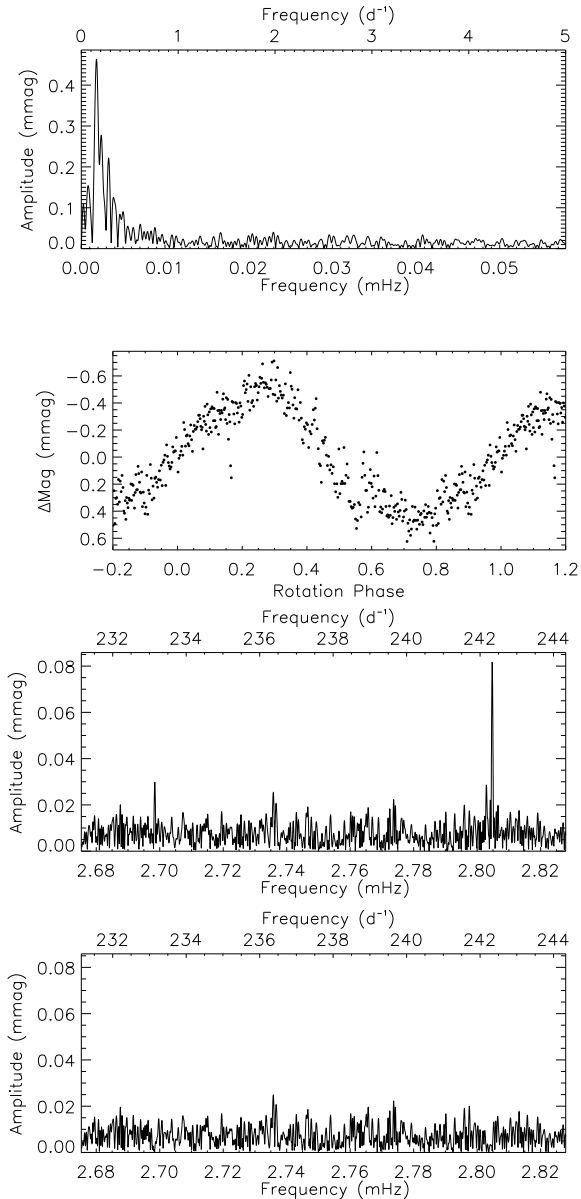 Frequency (d⁻¹)
0 1 2 3 4 5
Amplitude (mmag)
0.4
0.3
0.2
0.1
0.0
0.00 0.01 0.02 0.03 0.04 0.05
Frequency (mHz)
ΔMag (mmag)
−0.6
−0.4
−0.2
0.0
0.2
0.4
0.6
−0.2 0.0 0.2 0.4 0.6 0.8 1.0 1.2
Rotation Phase
Frequency (d⁻¹)
232 234 236 238 240 242 244
Amplitude (mmag)
0.08
0.06
0.04
0.02
0.00
2.68 2.70 2.72 2.74 2.76 2.78 2.80 2.82
Frequency (mHz)
Frequency (d⁻¹)
232 234 236 238 240 242 244
Amplitude (mmag)
0.08
0.06
0.04
0.02
0.00
2.68 2.70 2.72 2.74 2.76 2.78 2.80 2.82
Frequency (mHz)